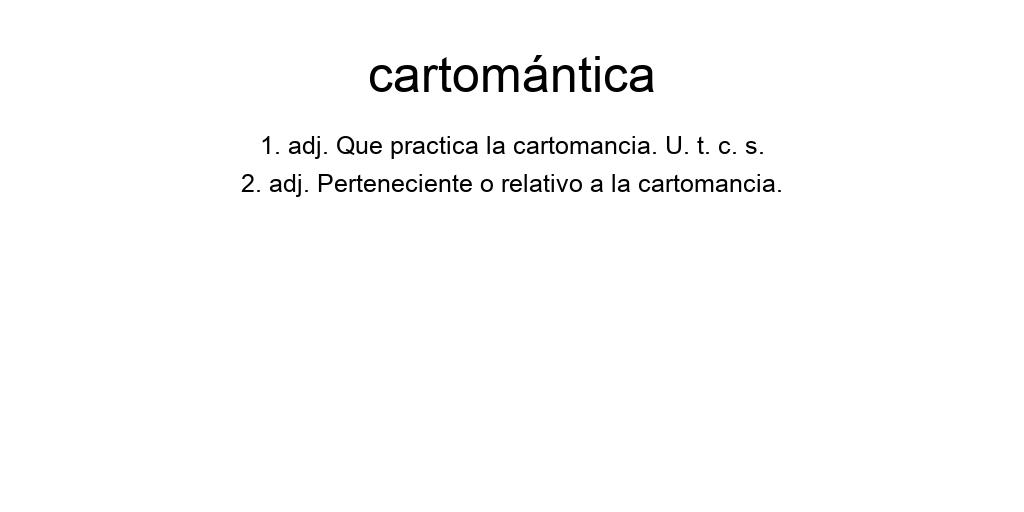 cartomántica
1. adj. Que practica la cartomancia. U. t. c. s.
2. adj. Perteneciente o relativo a la cartomancia.